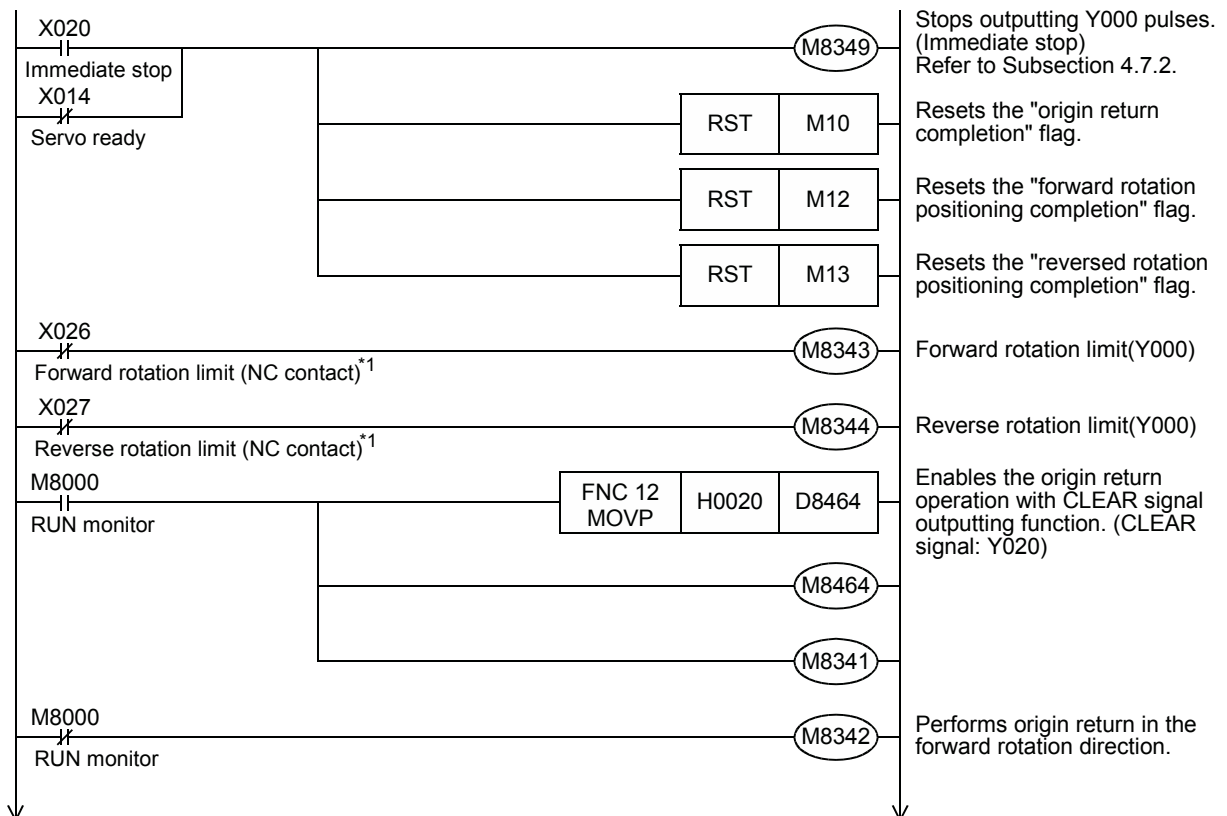 X020
Immediate stop
X014
Servo ready
M8349
Stops outputting Y000 pulses.
(Immediate stop)
Refer to Subsection 4.7.2.
RST M10
Resets the "origin return
completion" flag.
RST M12
Resets the "forward rotation
positioning completion" flag.
RST M13
Resets the "reversed rotation
positioning completion" flag.
X026
Forward rotation limit (NC contact)*1
M8343
Forward rotation limit(Y000)
X027
Reverse rotation limit (NC contact)*1
M8344
Reverse rotation limit(Y000)
M8000
RUN monitor
FNC 12
MOVP
H0020 D8464
Enables the origin return
operation with CLEAR signal
outputting function. (CLEAR
signal: Y020)
M8464
M8341
M8000
RUN monitor
M8342
Performs origin return in the
forward rotation direction.